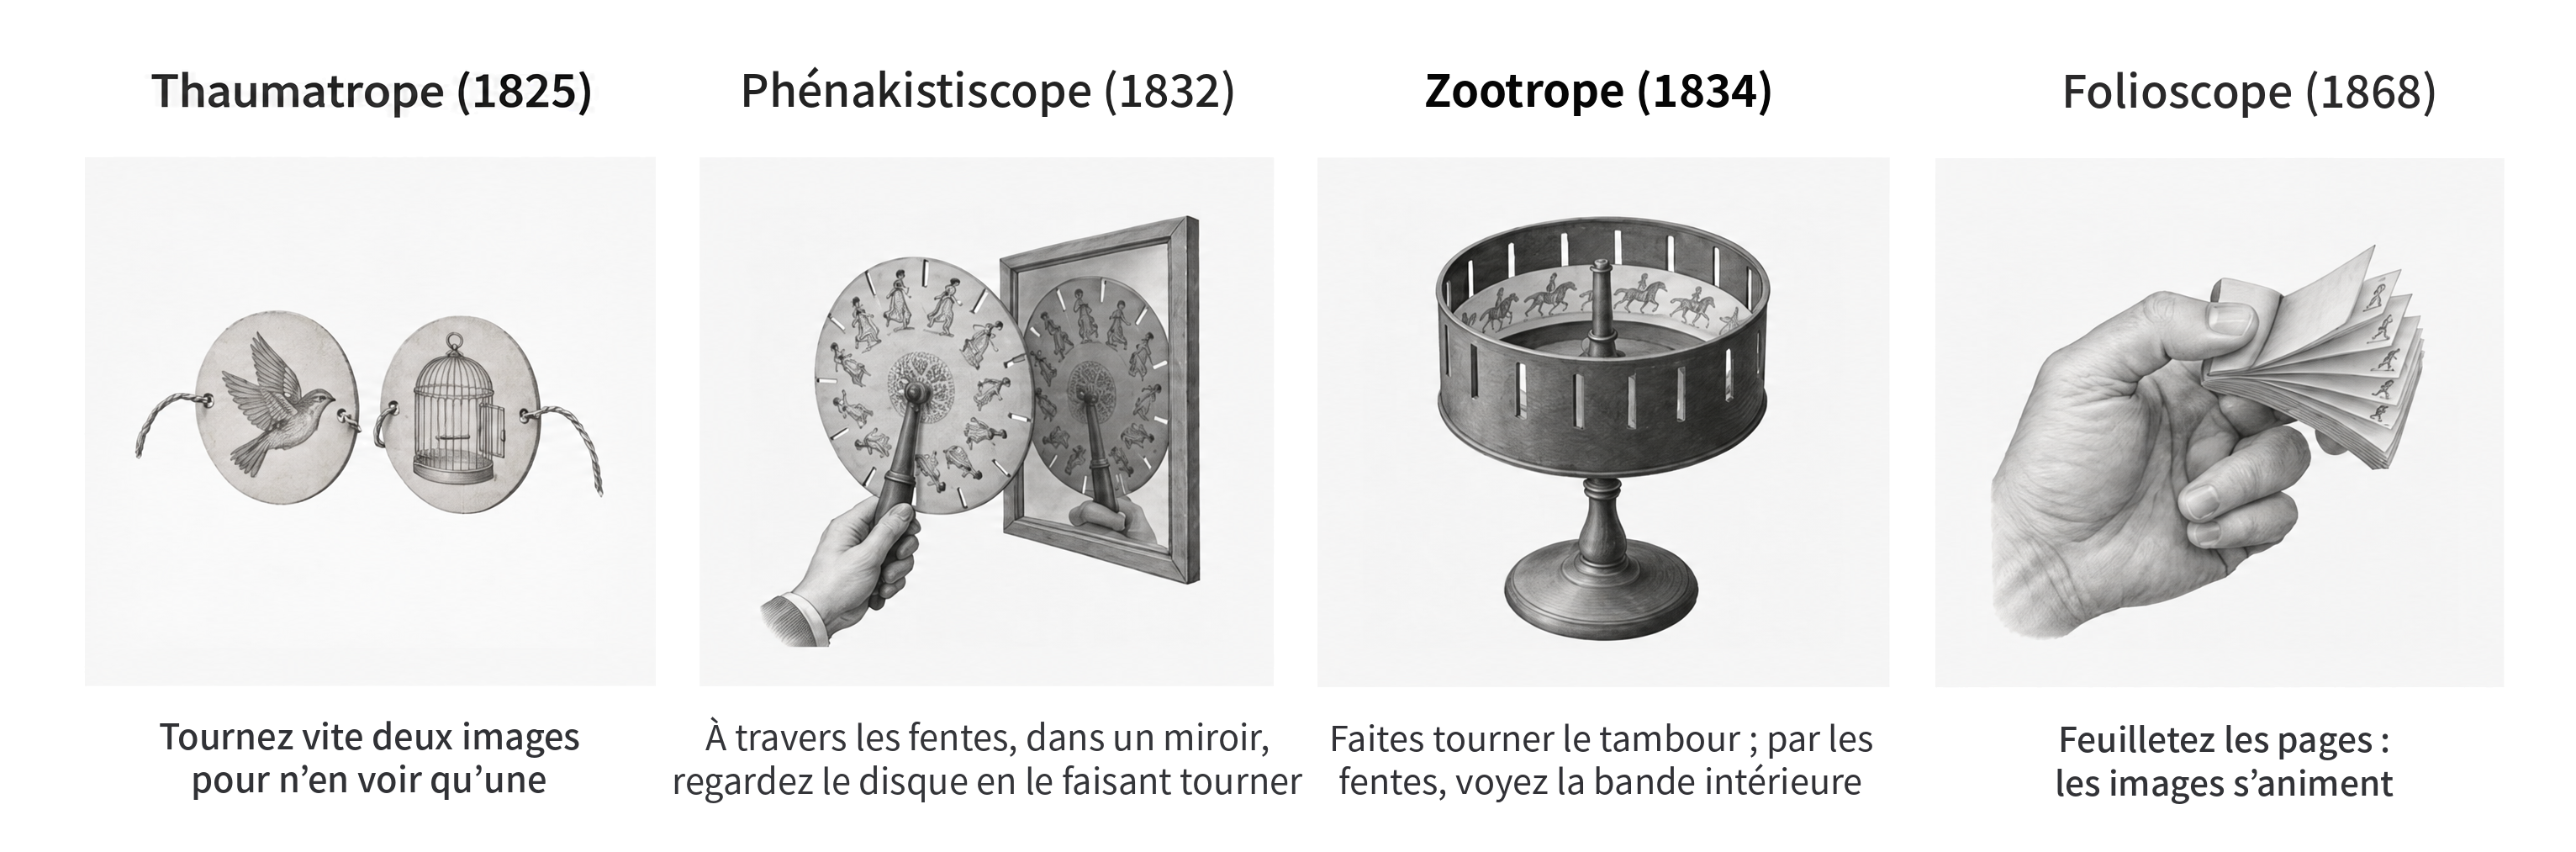 Thaumatrope (1825)
Tournez vite deux images
pour n’en voir qu’une
Phénakistiscope (1832)
À travers les fentes, dans un miroir,
regardez le disque en le faisant tourner
Zootrope (1834)
Faites tourner le tambour ; par les
fentes, voyez la bande intérieure
Folioscope (1868)
Feuilletez les pages :
les images s’animent